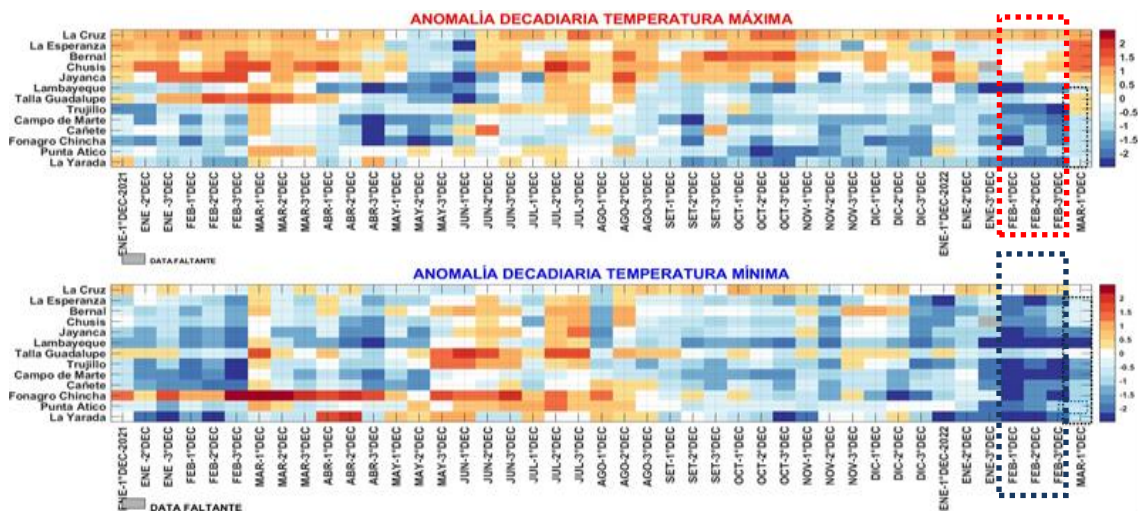 ANOMALÍA DECADIARIA TEMPERATURA MÁXIMA
La Cruz
La Esperanza
Bernal
Chusis
Jayanca
Lambayeque
Talla Guadalupe
Trujillo
Campo de Marte
Cañete
Fonagro Chincha
Punta Atico
La Yarada
2
1.5
1
0.5
0
-0.5
-1
-1.5
-2
ENE-1°DEC-2021
ENE -2°DEC
ENE -3°DEC
FEB-1°DEC
FEB-2°DEC
FEB-3°DEC
MAR-1°DEC
MAR-2°DEC
MAR-3°DEC
ABR-1°DEC
ABR-2°DEC
ABR-3°DEC
MAY-1°DEC
MAY-2°DEC
MAY-3°DEC
JUN-1°DEC
JUN-2°DEC
JUN-3°DEC
JUL-1°DEC
JUL-2°DEC
JUL-3°DEC
AGO-1°DEC
AGO-2°DEC
AGO-3°DEC
SET-1°DEC
SET-2°DEC
SET-3°DEC
OCT-1°DEC
OCT-2°DEC
OCT-3°DEC
NOV-1°DEC
NOV-2°DEC
NOV-3°DEC
DIC-1°DEC
DIC-2°DEC
DIC-3°DEC
ENE-1°DEC-2022
ENE-2°DEC
ENE-3°DEC
FEB-1°DEC
FEB-2°DEC
FEB-3°DEC
MAR-1°DEC
DATA FALTANTE
ANOMALÍA DECADIARIA TEMPERATURA MÍNIMA
La Cruz
La Esperanza
Bernal
Chusis
Jayanca
Lambayeque
Talla Guadalupe
Trujillo
Campo de Marte
Cañete
Fonagro Chincha
Punta Atico
La Yarada
2
1.5
1
0.5
0
-0.5
-1
-1.5
-2
ENE-1°DEC-2021
ENE -2°DEC
ENE -3°DEC
FEB-1°DEC
FEB-2°DEC
FEB-3°DEC
MAR-1°DEC
MAR-2°DEC
MAR-3°DEC
ABR-1°DEC
ABR-2°DEC
ABR-3°DEC
MAY-1°DEC
MAY-2°DEC
MAY-3°DEC
JUN-1°DEC
JUN-2°DEC
JUN-3°DEC
JUL-1°DEC
JUL-2°DEC
JUL-3°DEC
AGO-1°DEC
AGO-2°DEC
AGO-3°DEC
SET-1°DEC
SET-2°DEC
SET-3°DEC
OCT-1°DEC
OCT-2°DEC
OCT-3°DEC
NOV-1°DEC
NOV-2°DEC
NOV-3°DEC
DIC-1°DEC
DIC-2°DEC
DIC-3°DEC
ENE-1°DEC-2022
ENE-2°DEC
ENE-3°DEC
FEB-1°DEC
FEB-2°DEC
FEB-3°DEC
MAR-1°DEC
DATA FALTANTE